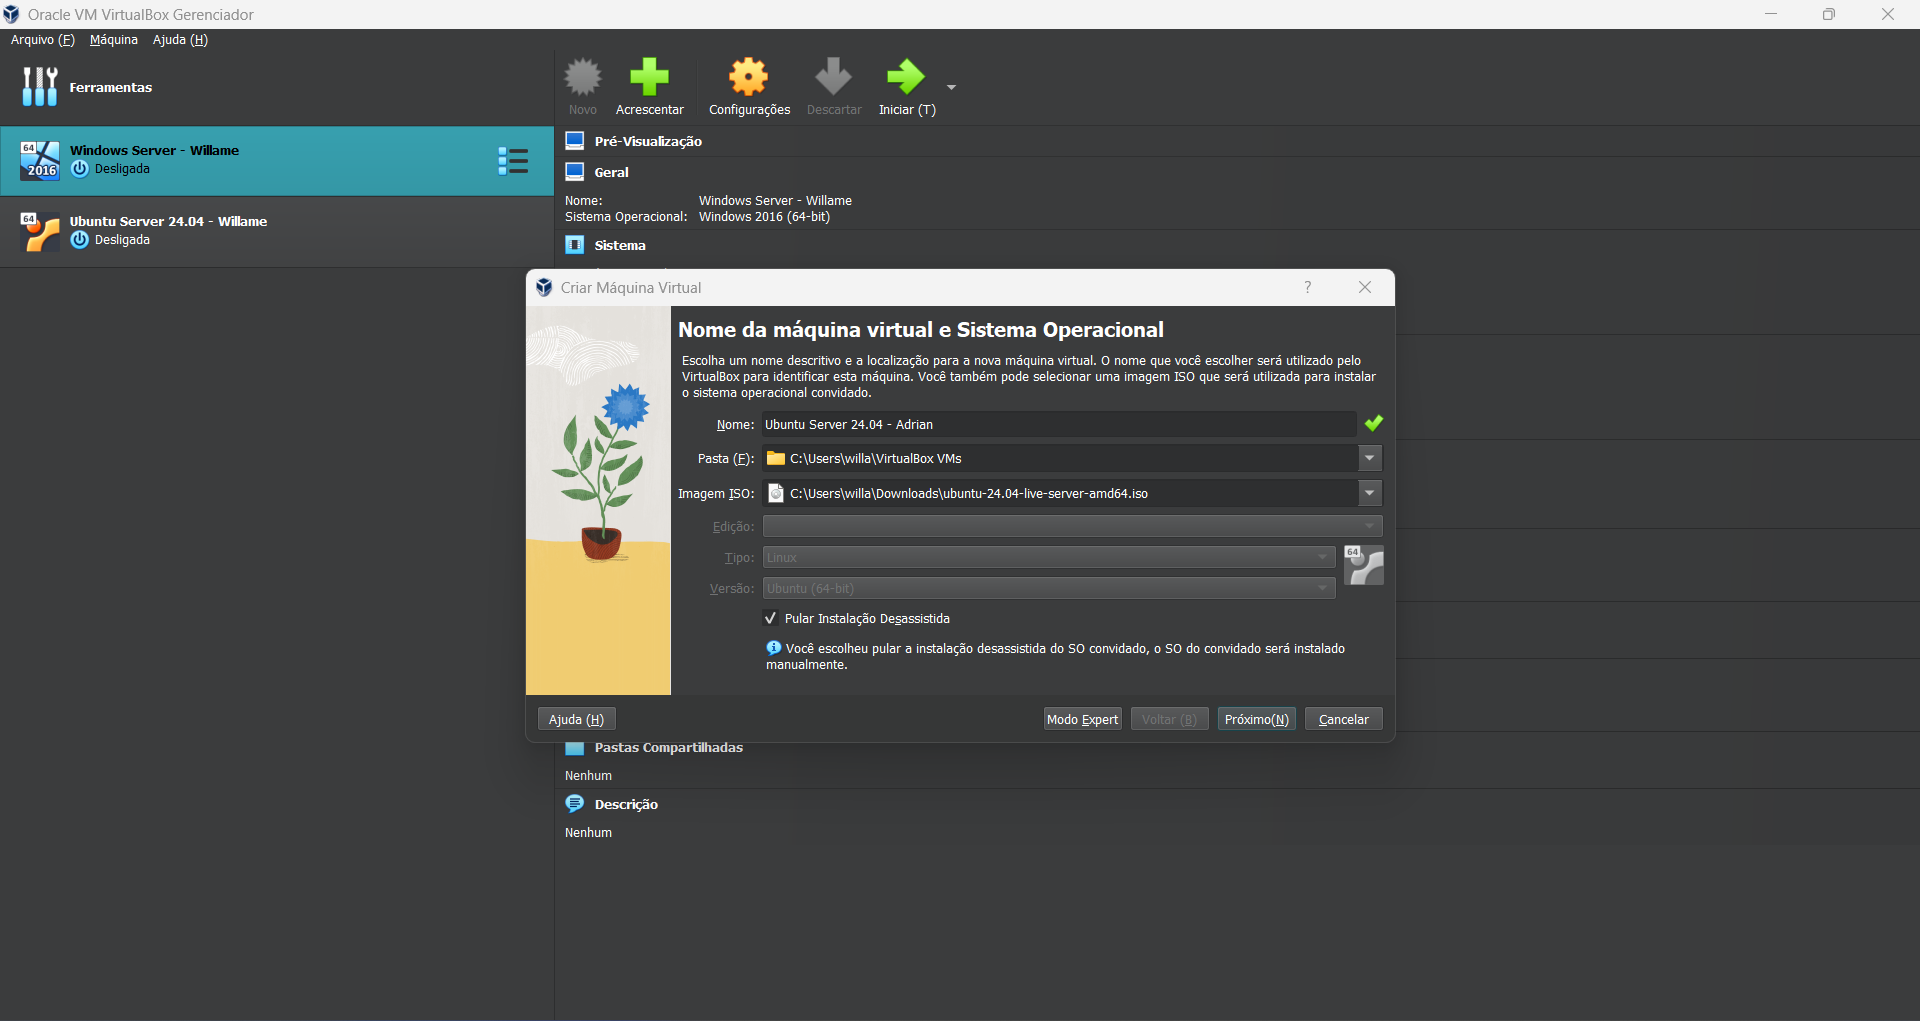 Oracle VM VirtualBox Gerenciador
Arquivo (F) Máquina Ajuda (H)
Ferramentas
Novo Acrescentar Configurações Descartar Iniciar (T)
64 2016
Windows Server - Willame
Desligada
64
Ubuntu Server 24.04 - Willame
Desligada
Pré-Visualização
Geral
Nome: Windows Server - Willame
Sistema Operacional: Windows 2016 (64-bit)
Sistema
Criar Máquina Virtual ?
Nome da máquina virtual e Sistema Operacional
Escolha um nome descritivo e a localização para a nova máquina virtual. O nome que você escolher será utilizado pelo
VirtualBox para identificar esta máquina. Você também pode selecionar uma imagem ISO que será utilizada para instalar
o sistema operacional convidado.
Nome: Ubuntu Server 24.04 - Adrian
Pasta (F): C:\Users\willa\VirtualBox VMs
Imagem ISO: C:\Users\willa\Downloads\ubuntu-24.04-live-server-amd64.iso
Edição:
Tipo: Linux
64
Versão: Ubuntu (64-bit)
Pular Instalação Desassistida
Você escolheu pular a instalação desassistida do SO convidado, o SO do convidado será instalado
manualmente.
Ajuda (H) Modo Expert Voltar (B) Próximo(N) Cancelar
Pastas Compartilhadas
Nenhum
Descrição
Nenhum